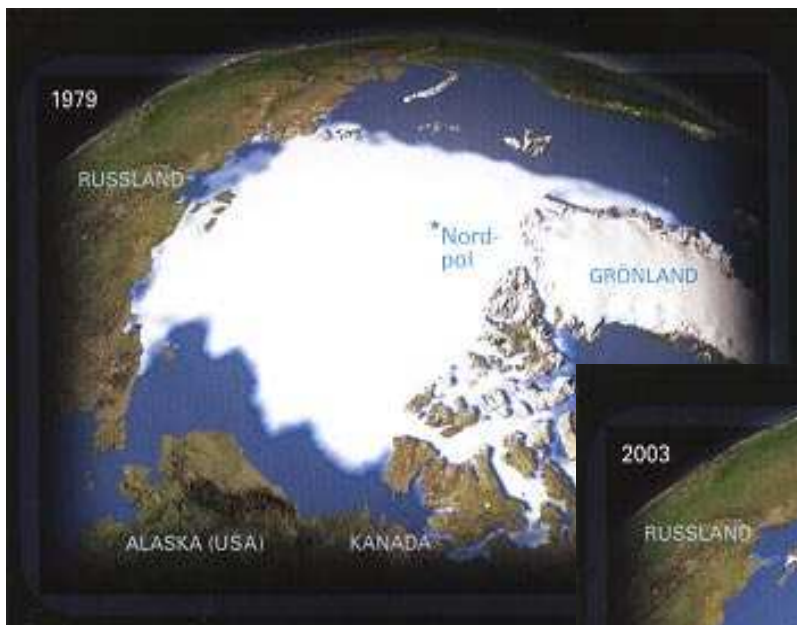 1979
RUSSLAND
*Nord-
pol
GRÖNLAND
ALASKA (USA)
KANADA
2003
RUSSLAND